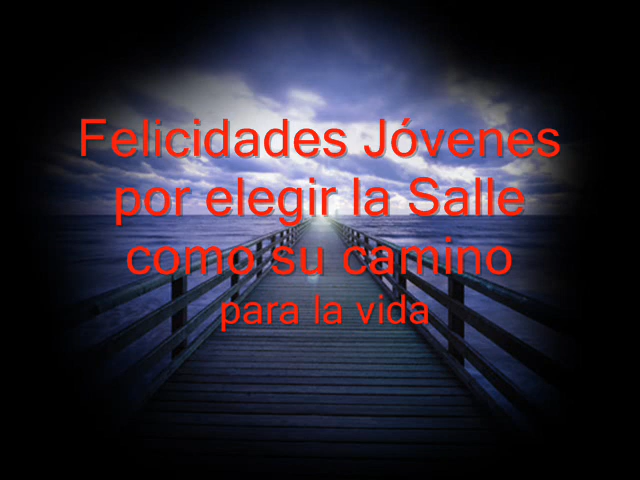 Felicidades Jóvenes
por elegir la Salle
como su camino
para la vida